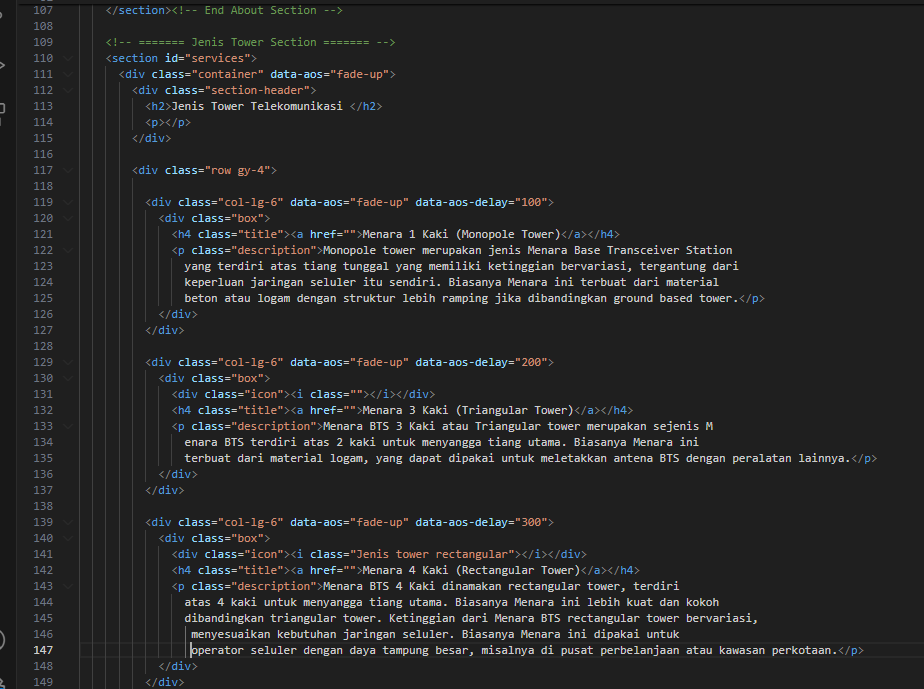 107 </section><!-- End About Section -->
108
109 <!-- ======= Jenis Tower Section ======= -->
110 <section id="services">
111 <div class="container" data-aos="fade-up">
112 <div class="section-header">
113 <h2>Jenis Tower Telekomunikasi </h2>
114 <p></p>
115 </div>
116
117 <div class="row gy-4">
118
119 <div class="col-lg-6" data-aos="fade-up" data-aos-delay="100">
120 <div class="box">
121 <h4 class="title"><a href="">Menara 1 Kaki (Monopole Tower)</a></h4>
122 <p class="description">Monopole tower merupakan jenis Menara Base Transceiver Station
123 yang terdiri atas tiang tunggal yang memiliki ketinggian bervariasi, tergantung dari
124 keperluan jaringan seluler itu sendiri. Biasanya Menara ini terbuat dari material
125 beton atau logam dengan struktur lebih ramping jika dibandingkan ground based tower.</p>
126 </div>
127 </div>
128
129 <div class="col-lg-6" data-aos="fade-up" data-aos-delay="200">
130 <div class="box">
131 <div class="icon"><i class=""></i></div>
132 <h4 class="title"><a href="">Menara 3 Kaki (Triangular Tower)</a></h4>
133 <p class="description">Menara BTS 3 Kaki atau Triangular tower merupakan sejenis M
134 enara BTS terdiri atas 2 kaki untuk menyangga tiang utama. Biasanya Menara ini
135 terbuat dari material logam, yang dapat dipakai untuk meletakkan antena BTS dengan peralatan lainnya.</p>
136 </div>
137 </div>
138
139 <div class="col-lg-6" data-aos="fade-up" data-aos-delay="300">
140 <div class="box">
141 <div class="icon"><i class="Jenis tower rectangular"></i></div>
142 <h4 class="title"><a href="">Menara 4 Kaki (Rectangular Tower)</a></h4>
143 <p class="description">Menara BTS 4 Kaki dinamakan rectangular tower, terdiri
144 atas 4 kaki untuk menyangga tiang utama. Biasanya Menara ini lebih kuat dan kokoh
145 dibandingkan triangular tower. Ketinggian dari Menara BTS rectangular tower bervariasi,
146 menyesuaikan kebutuhan jaringan seluler. Biasanya Menara ini dipakai untuk
147 operator seluler dengan daya tampung besar, misalnya di pusat perbelanjaan atau kawasan perkotaan.</p>
148 </div>
149 </div>